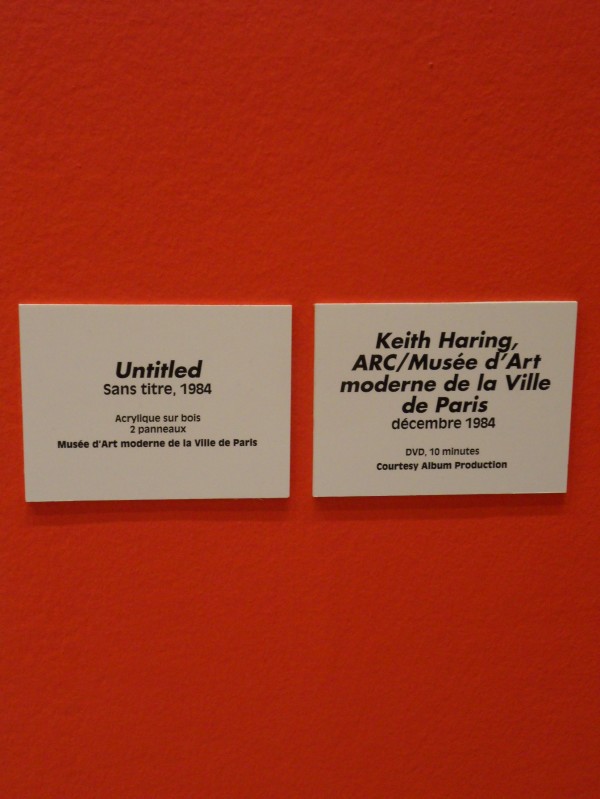 Untitled
Sans titre, 1984
Acrylique sur bois
2 panneaux
Musée d'Art moderne de la Ville de Paris
Keith Haring,
ARC/Musée d'Art
moderne de la Ville
de Paris
décembre 1984
DVD, 10 minutes
Courtesy Album Production